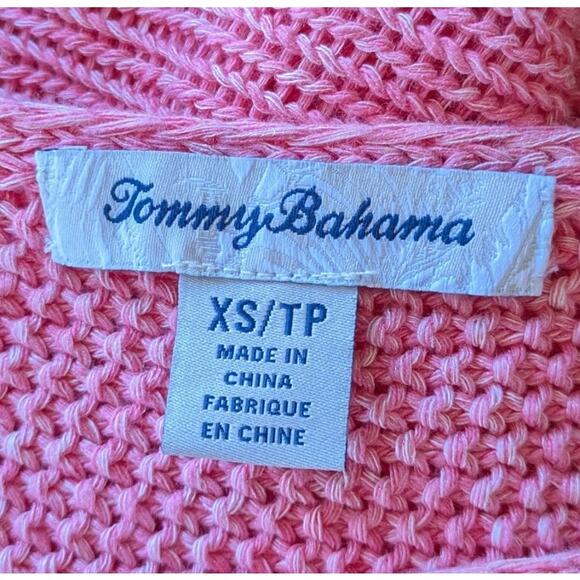 Tommy Bahama
XS/TP
MADE IN
CHINA
FABRIQUE
EN CHINE